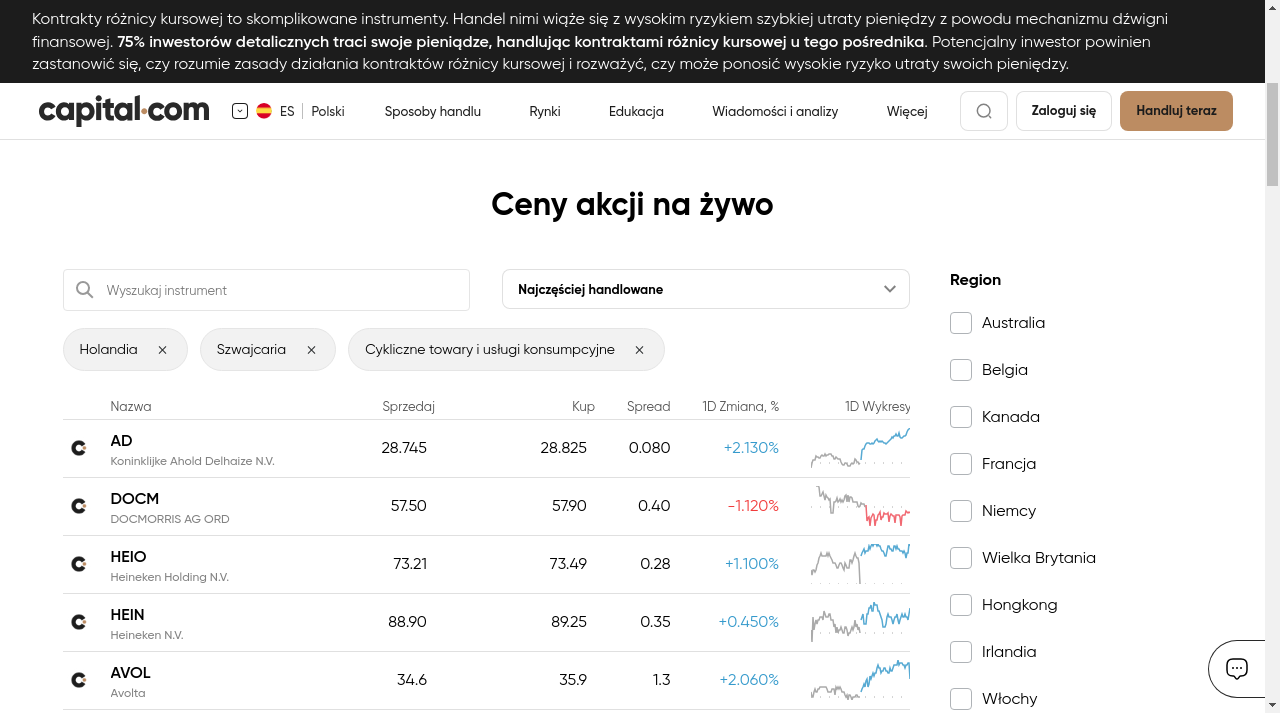 Kontrakty różnicy kursowej to skomplikowane instrumenty. Handel nimi wiąże się z wysokim ryzykiem szybkiej utraty pieniędzy z powodu mechanizmu dźwigni
finansowej. 75% inwestorów detalicznych traci swoje pieniądze, handlując kontraktami różnicy kursowej u tego pośrednika. Potencjalny inwestor powinien
zastanowić się, czy rozumie zasady działania kontraktów różnicy kursowej i rozważyć, czy może ponosić wysokie ryzyko utraty swoich pieniędzy.
capital.com ES Polski Sposoby handlu Rynki Edukacja Wiadomości i analizy Więcej Zaloguj się Handluj teraz
Ceny akcji na żywo
Wyszukaj instrument Najczęściej handlowane
Holandia Szwajcaria Cykliczne towary i usługi konsumpcyjne
Nazwa Sprzedaj Kup Spread 1D Zmiana, % 1D Wykresy
AD 28.745 28.825 0.080 +2.130%
Koninklijke Ahold Delhaize N.V.
DOCM 57.50 57.90 0.40 -1.120%
DOCMORRIS AG ORD
HEIO 73.21 73.49 0.28 +1.100%
Heineken Holding N.V.
HEIN 88.90 89.25 0.35 +0.450%
Heineken N.V.
AVOL 34.6 35.9 1.3 +2.060%
Avolta
Region
Australia
Belgia
Kanada
Francja
Niemcy
Wielka Brytania
Hongkong
Irlandia
Włochy